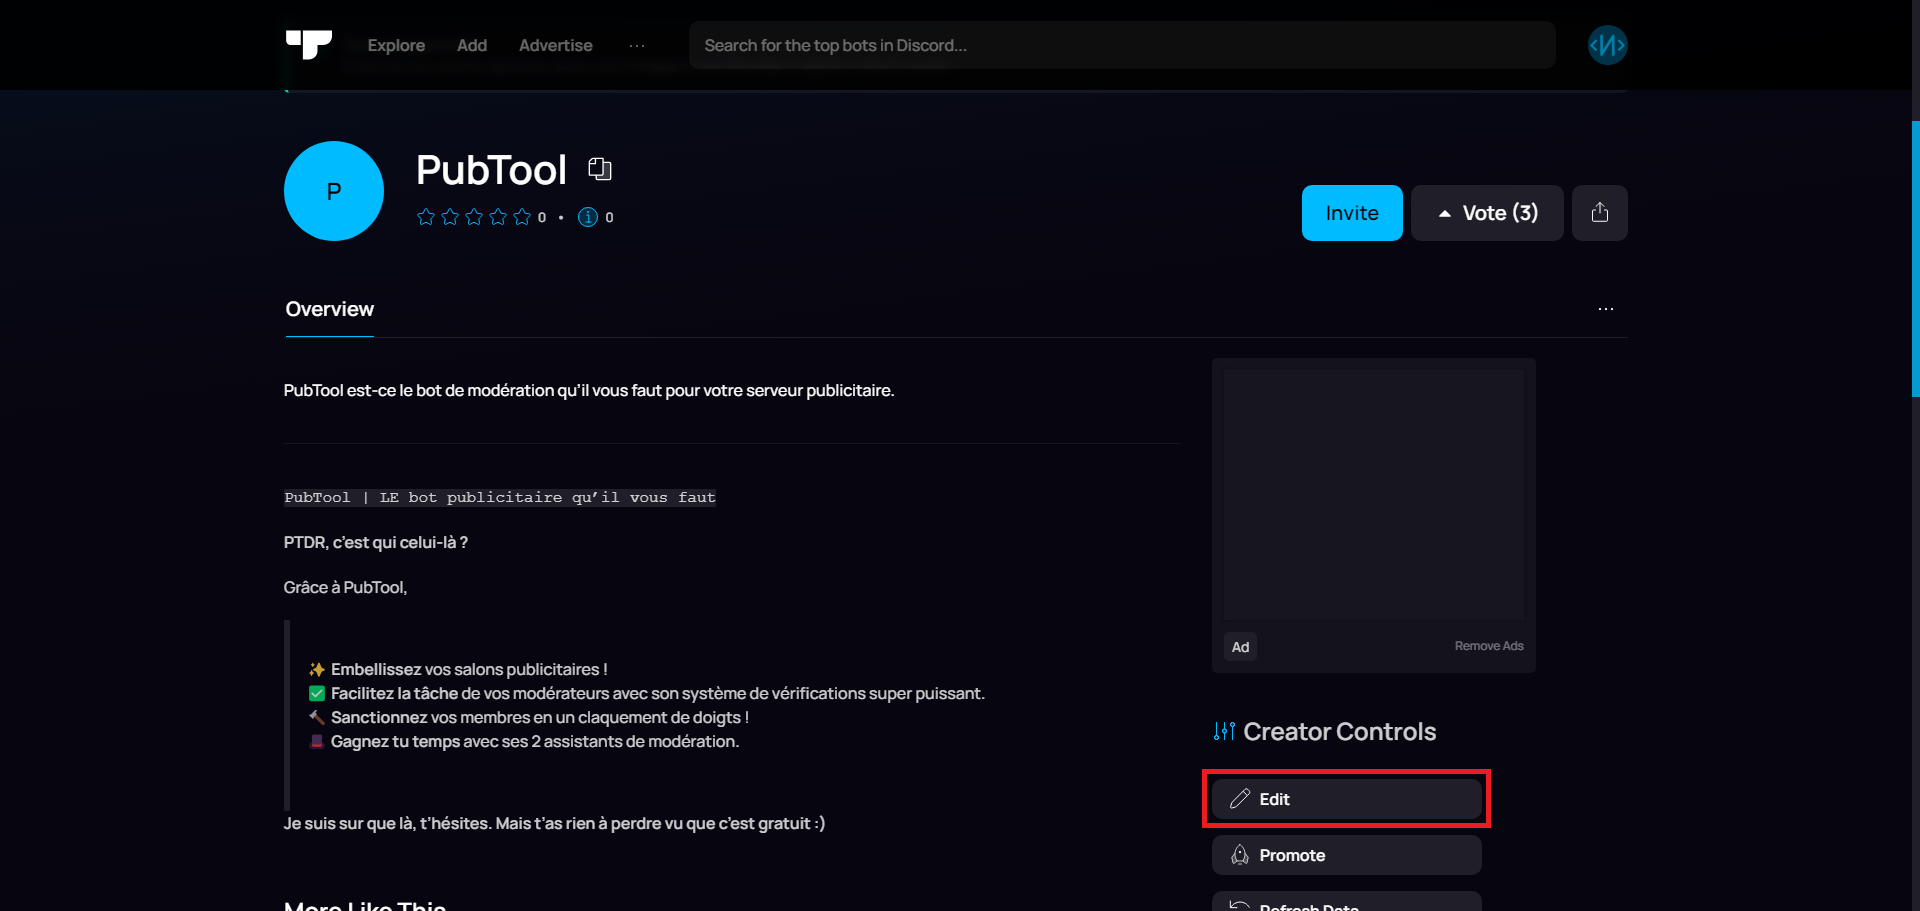 Explore Add Advertise ··· Search for the top bots in Discord...
P
PubTool
0 • 0
Invite
Vote (3)
Overview
···
PubTool est-ce le bot de modération qu’il vous faut pour votre serveur publicitaire.
PubTool | LE bot publicitaire qu’il vous faut
PTDR, c’est qui celui-là ?
Grâce à PubTool,
✨ Embellissez vos salons publicitaires !
✅ Facilitez la tâche de vos modérateurs avec son système de vérifications super puissant.
🔨 Sanctionnez vos membres en un claquement de doigts !
🎩 Gagnez tu temps avec ses 2 assistants de modération.
Je suis sur que là, t’hésites. Mais t’as rien à perdre vu que c’est gratuit :)
More Like This
Ad
Remove Ads
Creator Controls
Edit
Promote
Refresh Data